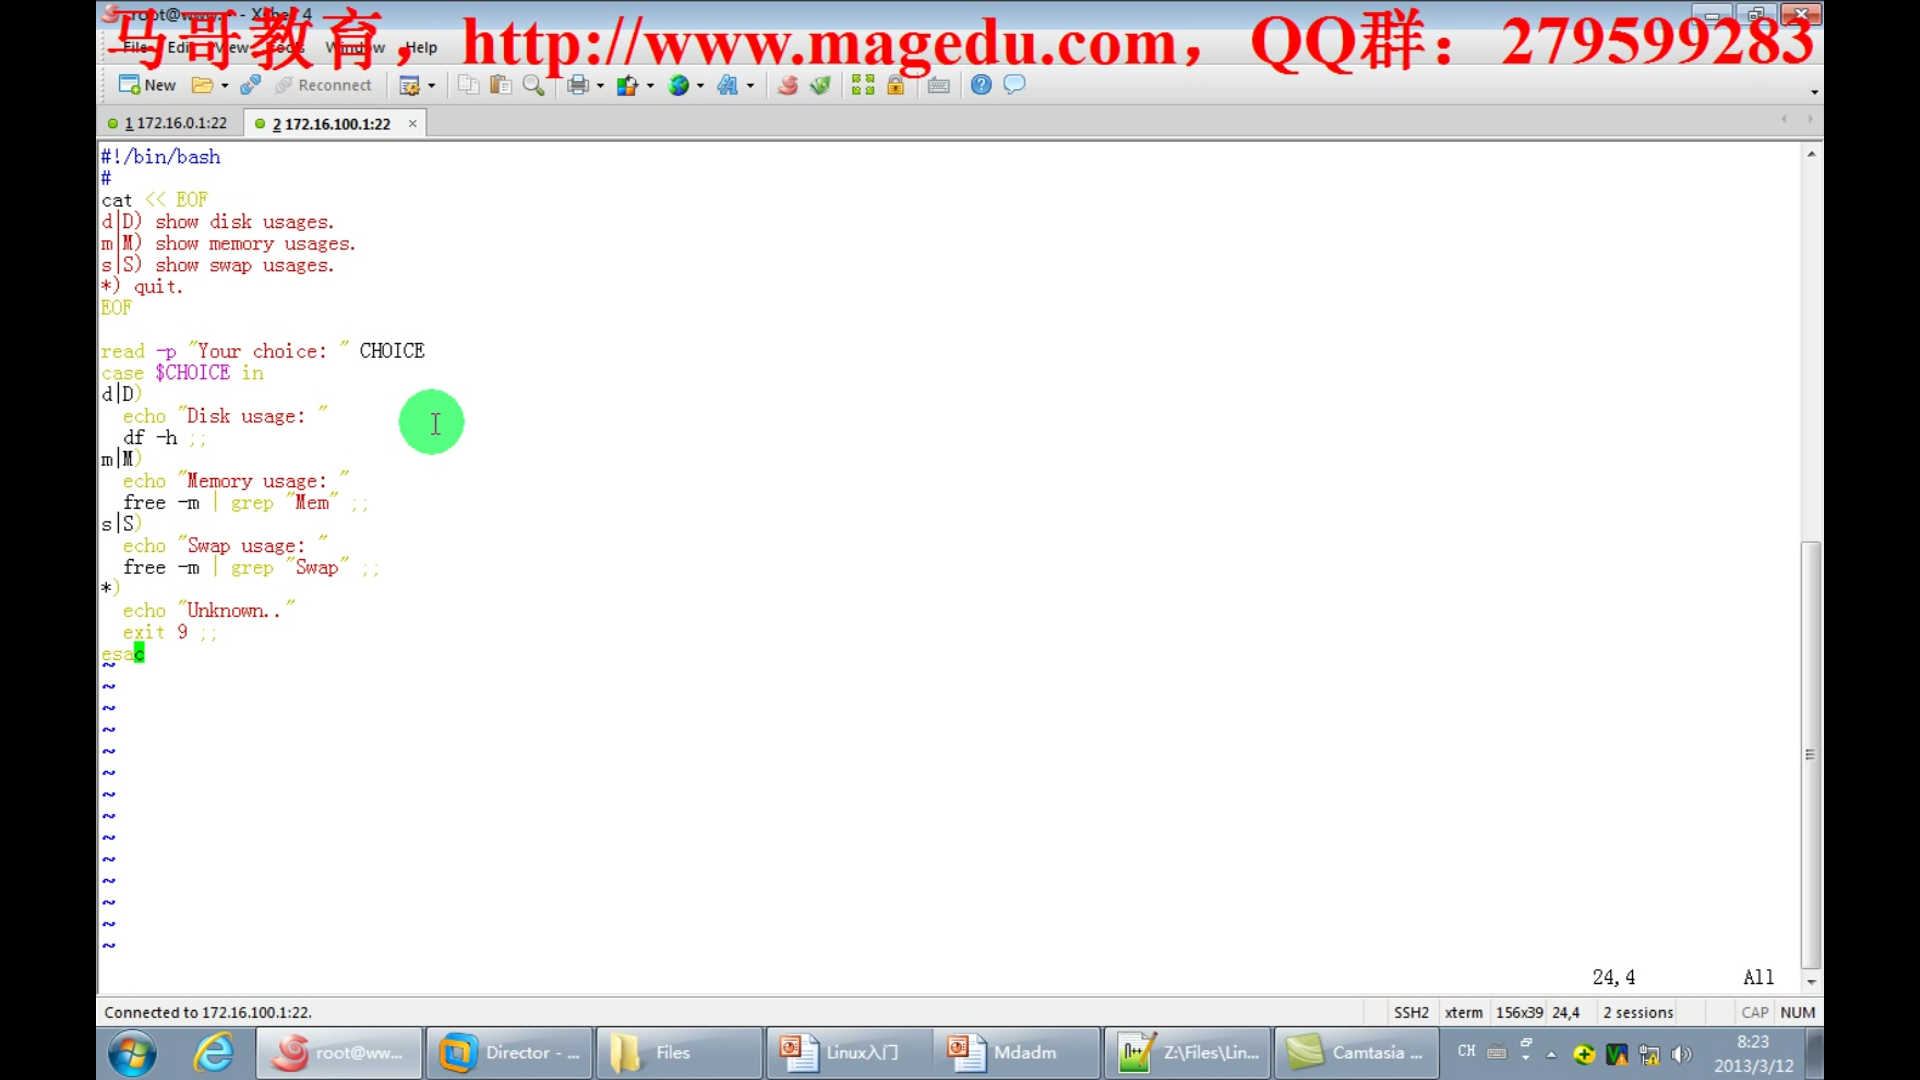 root@www - Xshell 4
马哥教育，http://www.magedu.com，QQ群：279599283
File Edit View Tools Window Help
New Reconnect
1 172.16.0.1:22 2 172.16.100.1:22
#!/bin/bash
#
cat << EOF
d|D) show disk usages.
m|M) show memory usages.
s|S) show swap usages.
*) quit.
EOF
read -p "Your choice: " CHOICE
case $CHOICE in
d|D)
  echo "Disk usage: "
  df -h ;;
m|M)
  echo "Memory usage: "
  free -m | grep "Mem" ;;
s|S)
  echo "Swap usage: "
  free -m | grep "Swap" ;;
*)
  echo "Unknown.."
  exit 9 ;;
esac
~
~
~
~
~
~
~
~
~
~
~
~
~
~
24,4 All
Connected to 172.16.100.1:22. SSH2 xterm 156x39 24,4 2 sessions CAP NUM
root@ww... Director - ... Files Linux入门 Mdadm Z:\Files\Lin... Camtasia ... CH 8:23
2013/3/12